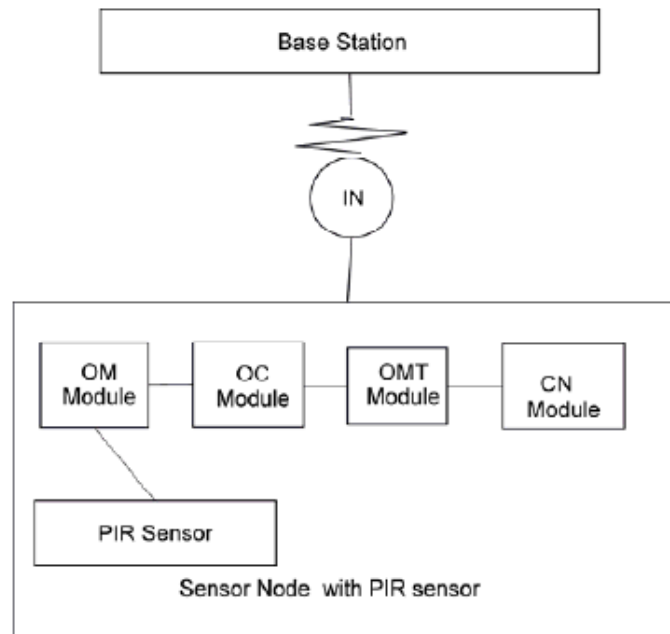 Base Station
IN
OM
Module
OC
Module
OMT
Module
CN
Module
PIR Sensor
Sensor Node with PIR sensor